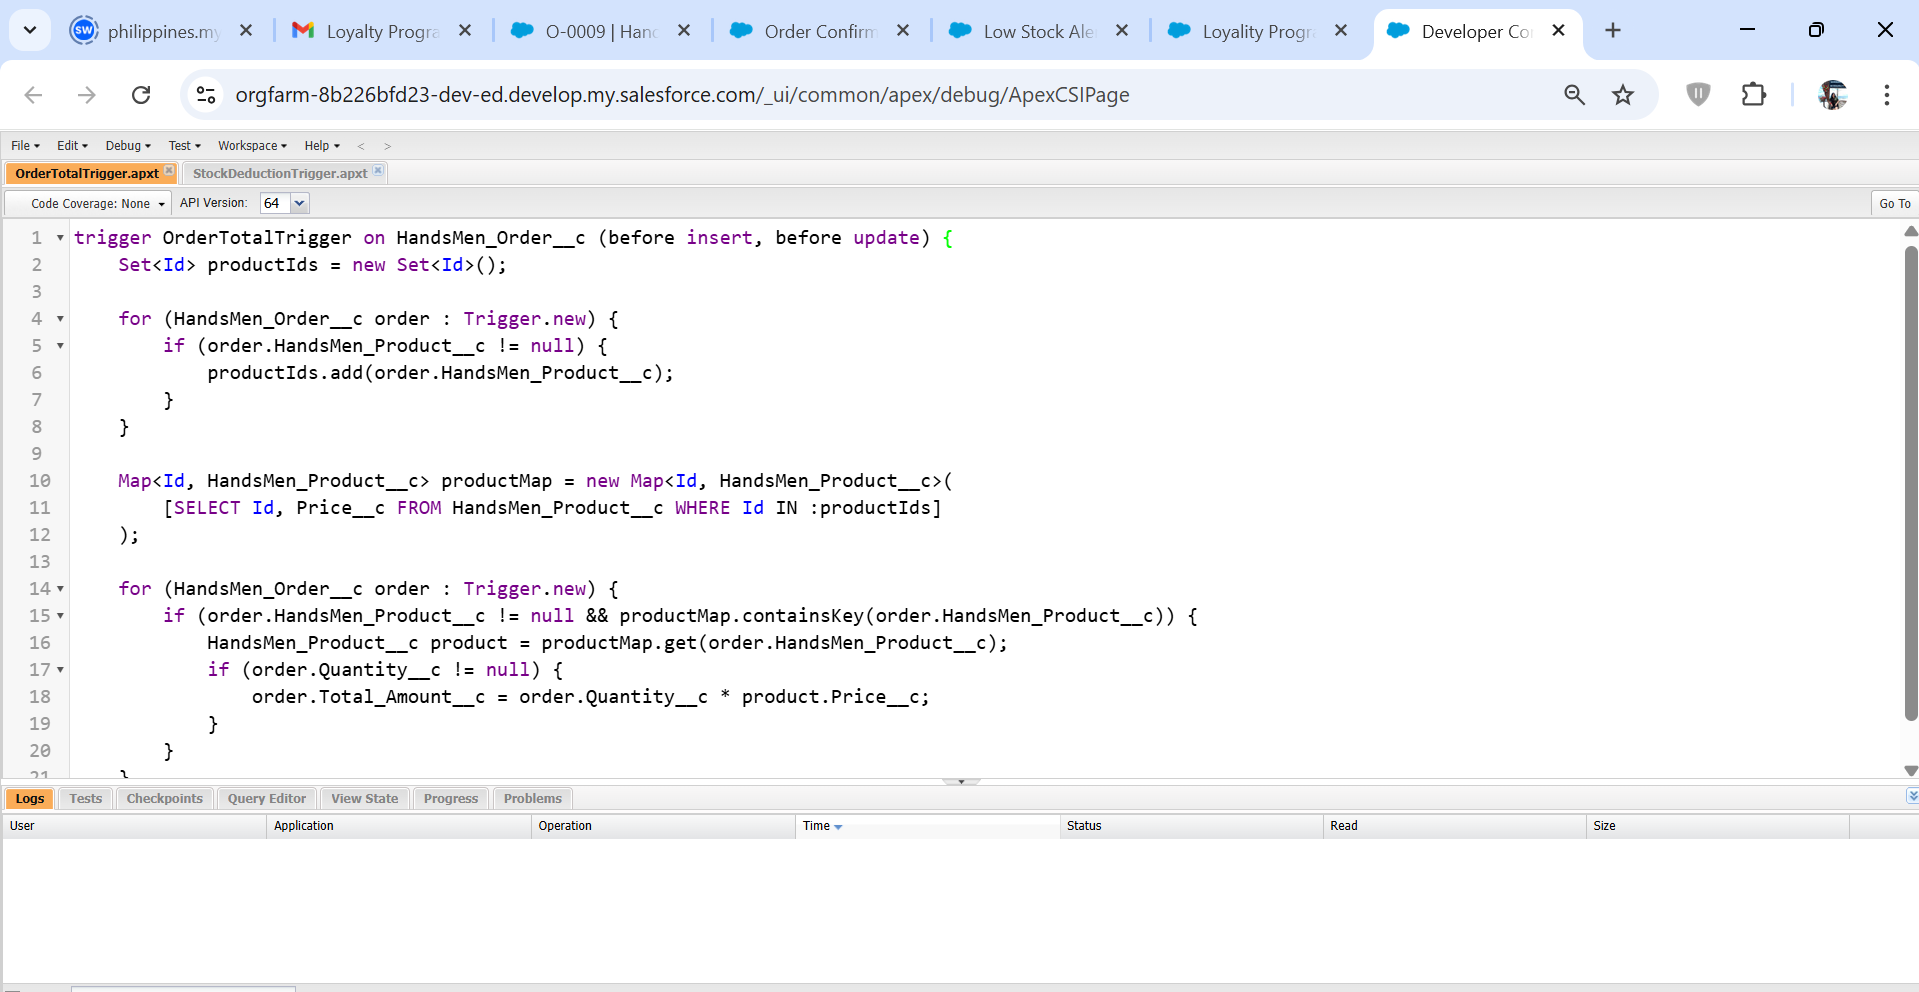 SW philippines.my Loyalty Progra O-0009 | Hand Order Confirm Low Stock Ale Loyality Progr Developer Co
orgfarm-8b226bfd23-dev-ed.develop.my.salesforce.com/_ui/common/apex/debug/ApexCSIPage
File Edit Debug Test Workspace Help < >
OrderTotalTrigger.apxt StockDeductionTrigger.apxt
Code Coverage: None API Version: 64 Go To
1 trigger OrderTotalTrigger on HandsMen_Order__c (before insert, before update) {
2 Set<Id> productIds = new Set<Id>();
3
4 for (HandsMen_Order__c order : Trigger.new) {
5 if (order.HandsMen_Product__c != null) {
6 productIds.add(order.HandsMen_Product__c);
7 }
8 }
9
10 Map<Id, HandsMen_Product__c> productMap = new Map<Id, HandsMen_Product__c>(
11 [SELECT Id, Price__c FROM HandsMen_Product__c WHERE Id IN :productIds]
12 );
13
14 for (HandsMen_Order__c order : Trigger.new) {
15 if (order.HandsMen_Product__c != null && productMap.containsKey(order.HandsMen_Product__c)) {
16 HandsMen_Product__c product = productMap.get(order.HandsMen_Product__c);
17 if (order.Quantity__c != null) {
18 order.Total_Amount__c = order.Quantity__c * product.Price__c;
19 }
20 }
21 }
Logs Tests Checkpoints Query Editor View State Progress Problems
User Application Operation Time Status Read Size